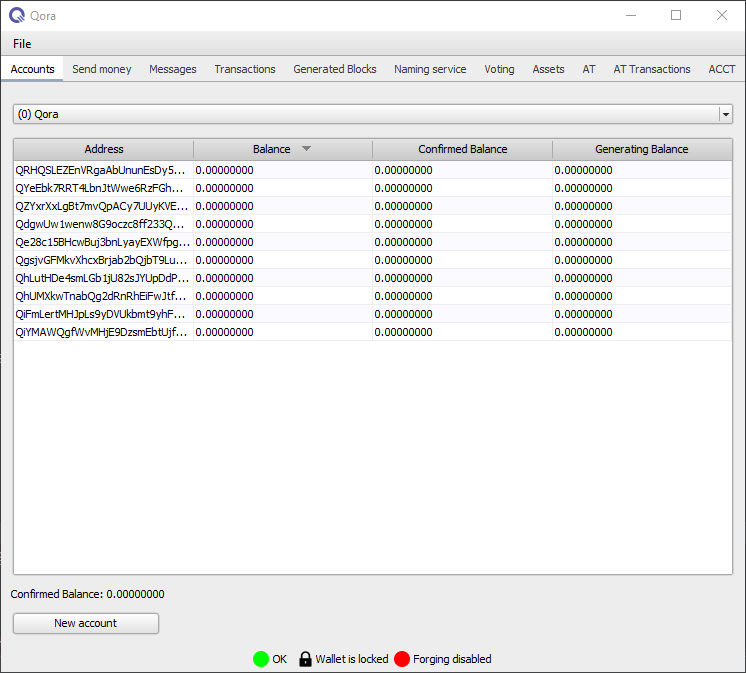 Qora
File
Accounts Send money Messages Transactions Generated Blocks Naming service Voting Assets AT AT Transactions ACCT
(0) Qora
Address Balance Confirmed Balance Generating Balance
QRHQSLEZEnVRgaAbUnunEsDy5... 0.00000000 0.00000000 0.00000000
QYeEbk7RRT4LbnJtWwe6RzFGh... 0.00000000 0.00000000 0.00000000
QZYxrXxLgBt7mvQpACy7UUyKVE... 0.00000000 0.00000000 0.00000000
QdgwUw1wenw8G9oczc8ff233Q... 0.00000000 0.00000000 0.00000000
Qe28c15BHcwBuj3bnLyayEXWfpg... 0.00000000 0.00000000 0.00000000
QgsjvGFMkvXhcxBrjab2bQjbT9Lu... 0.00000000 0.00000000 0.00000000
QhLutHDe4smLGb1jU82sJYUpDdP... 0.00000000 0.00000000 0.00000000
QhUMXkwTnabQg2dRnRhEiFwJtf... 0.00000000 0.00000000 0.00000000
QiFmLertMHJpLs9yDVUkbmt9yhF... 0.00000000 0.00000000 0.00000000
QiYMAWQgfWvMHjE9DzsmEbtUjf... 0.00000000 0.00000000 0.00000000
Confirmed Balance: 0.00000000
New account
OK Wallet is locked Forging disabled